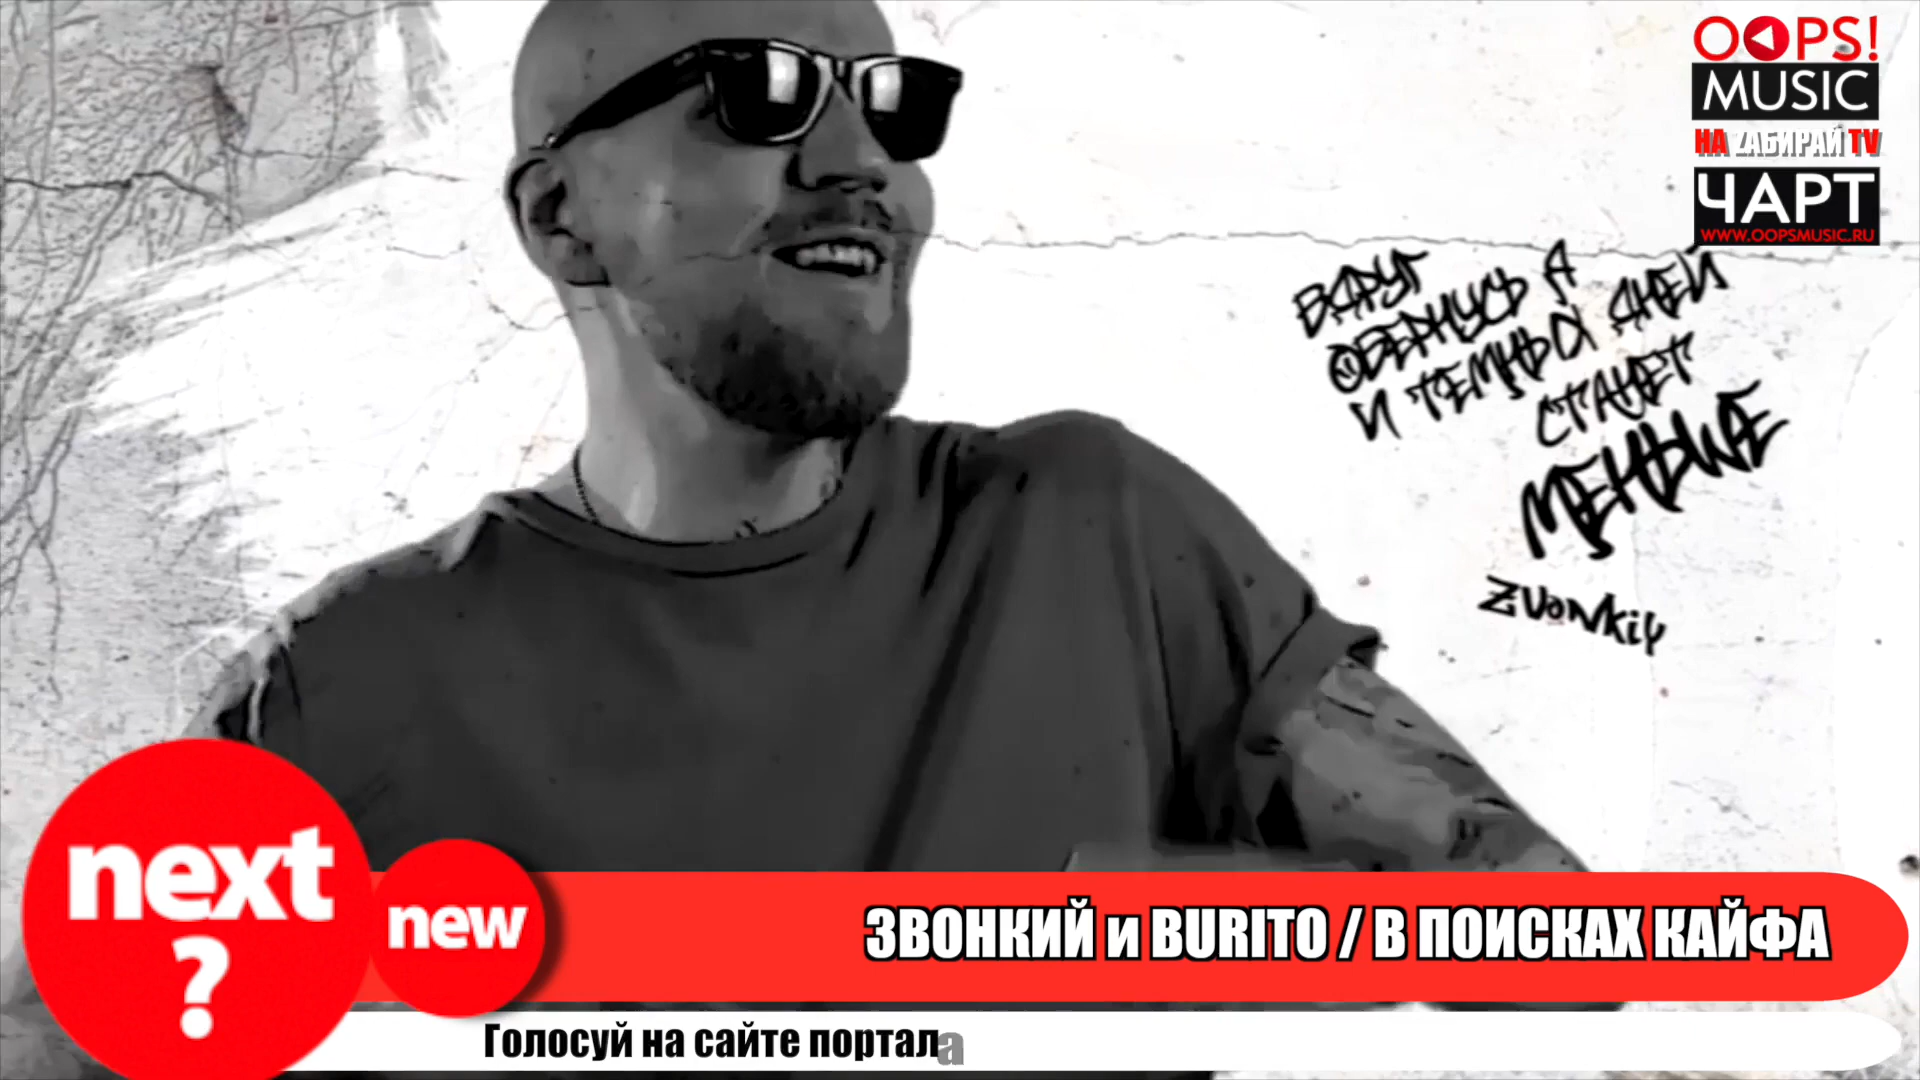 OOPS!
MUSIC
НА ZАБИРАЙ TV
ЧАРТ
WWW.OOPSMUSIC.RU
ВДРУГ
ОБЕРНУСЬ Я
И ТЕМНЫХ ДНЕЙ
СТАНЕТ
МЕНЬШЕ
Zvonkiy
next
?
new
ЗВОНКИЙ и BURITO / В ПОИСКАХ КАЙФА
Голосуй на сайте портала